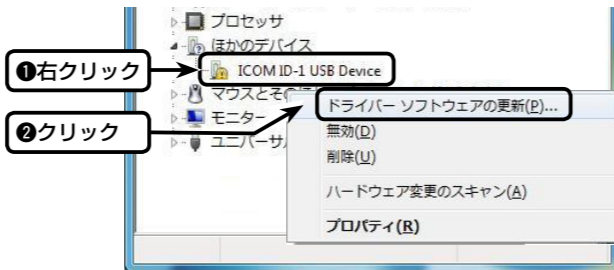 プロセッサ
ほかのデバイス
❶右クリック
ICOM ID-1 USB Device
マウスとその
ドライバー ソフトウェアの更新(P)...
❷クリック
モニター
無効(D)
ユニバーサル
削除(U)
ハードウェア変更のスキャン(A)
プロパティ(R)